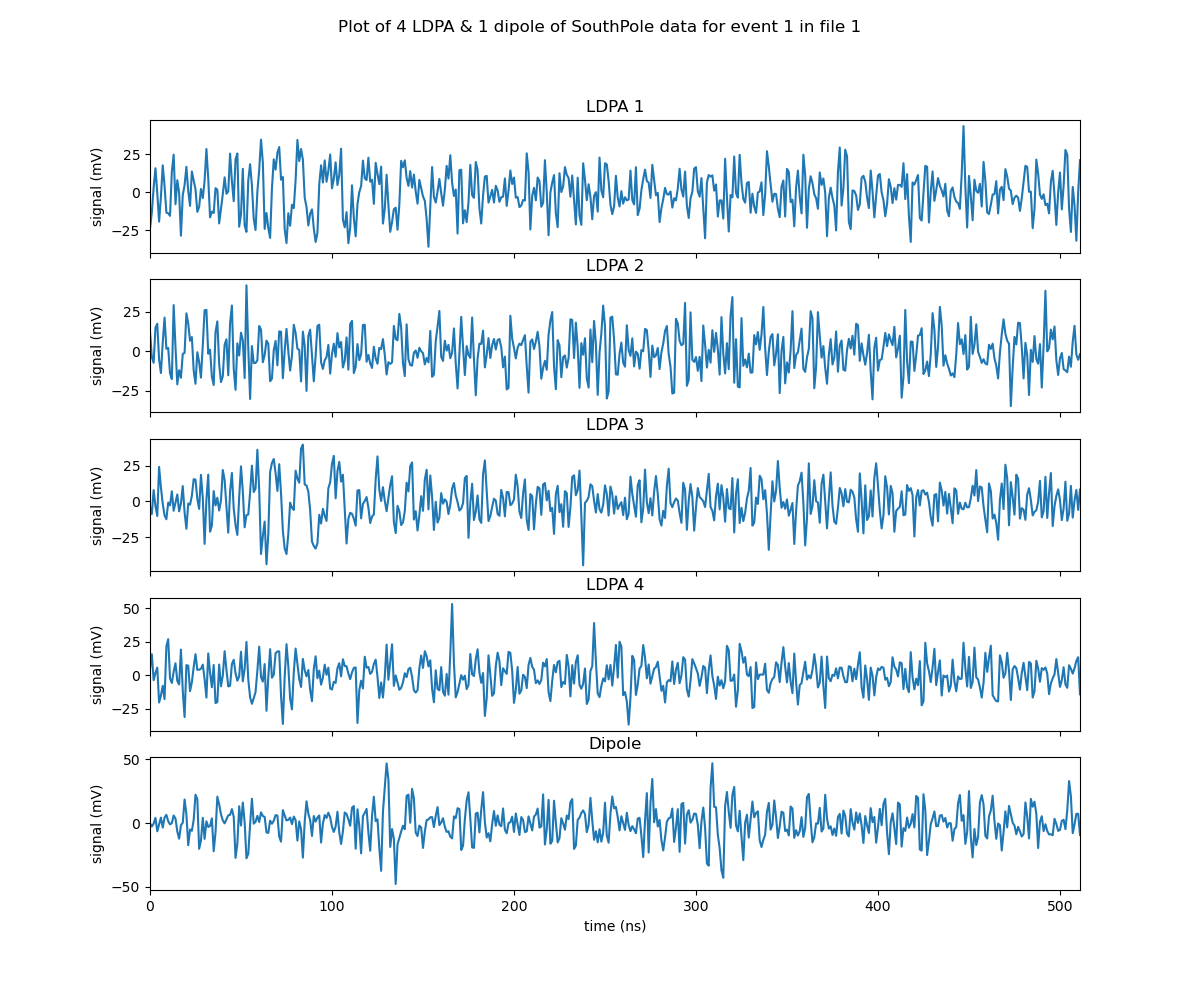 Plot of 4 LDPA & 1 dipole of SouthPole data for event 1 in file 1
LDPA 1
signal (mV)
25
0
−25
LDPA 2
signal (mV)
25
0
−25
LDPA 3
signal (mV)
25
0
−25
LDPA 4
signal (mV)
50
25
0
−25
Dipole
signal (mV)
50
0
−50
0 100 200 300 400 500
time (ns)